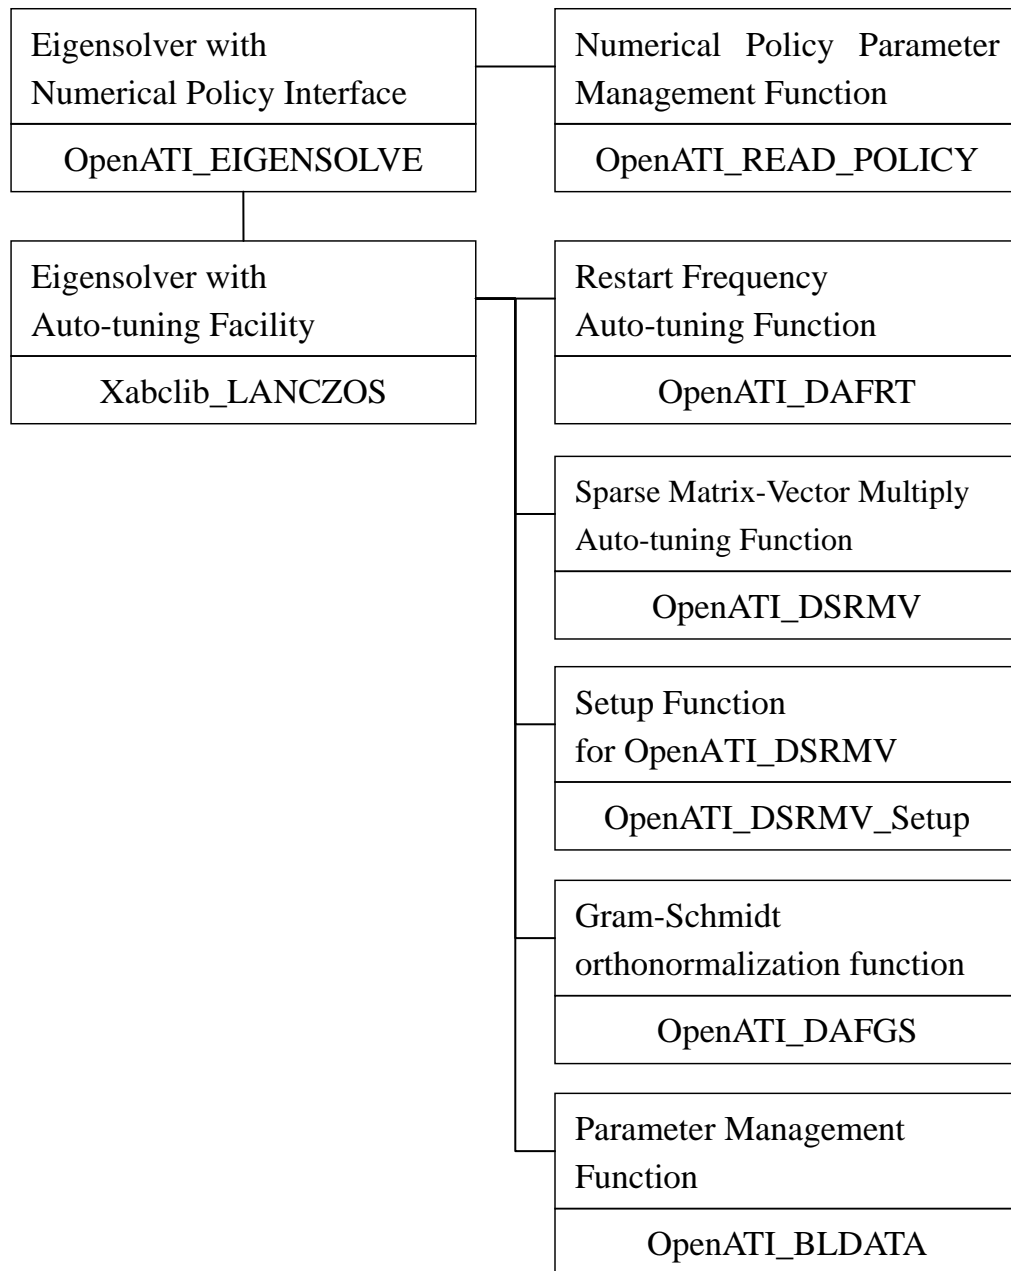 Eigensolver with
Numerical Policy Interface
OpenATI_EIGENSOLVE
Numerical Policy Parameter
Management Function
OpenATI_READ_POLICY
Eigensolver with
Auto-tuning Facility
Xabclib_LANCZOS
Restart Frequency
Auto-tuning Function
OpenATI_DAFRT
Sparse Matrix-Vector Multiply
Auto-tuning Function
OpenATI_DSRMV
Setup Function
for OpenATI_DSRMV
OpenATI_DSRMV_Setup
Gram-Schmidt
orthonormalization function
OpenATI_DAFGS
Parameter Management
Function
OpenATI_BLDATA